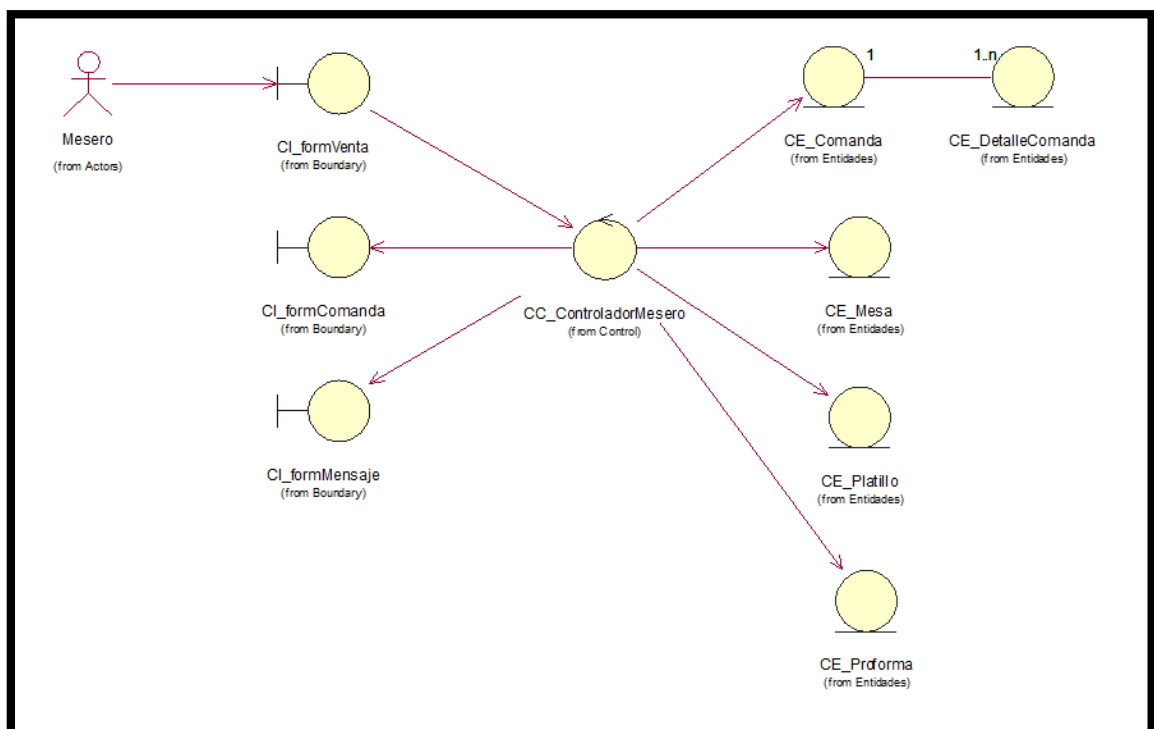 1
1..n
Mesero
(from Actors)
CI_formVenta
(from Boundary)
CE_Comanda
(from Entidades)
CE_DetalleComanda
(from Entidades)
CI_formComanda
(from Boundary)
CC_ControladorMesero
(from Control)
CE_Mesa
(from Entidades)
CI_formMensaje
(from Boundary)
CE_Platillo
(from Entidades)
CE_Proforma
(from Entidades)